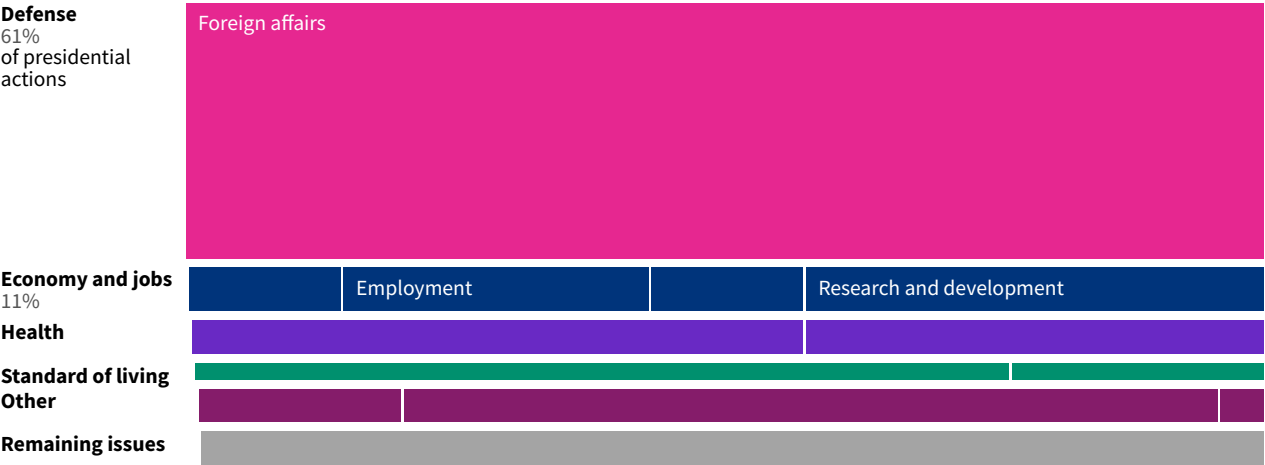 Defense
61%
of presidential
actions
Foreign affairs
Economy and jobs
11%
Employment
Research and development
Health
Standard of living
Other
Remaining issues